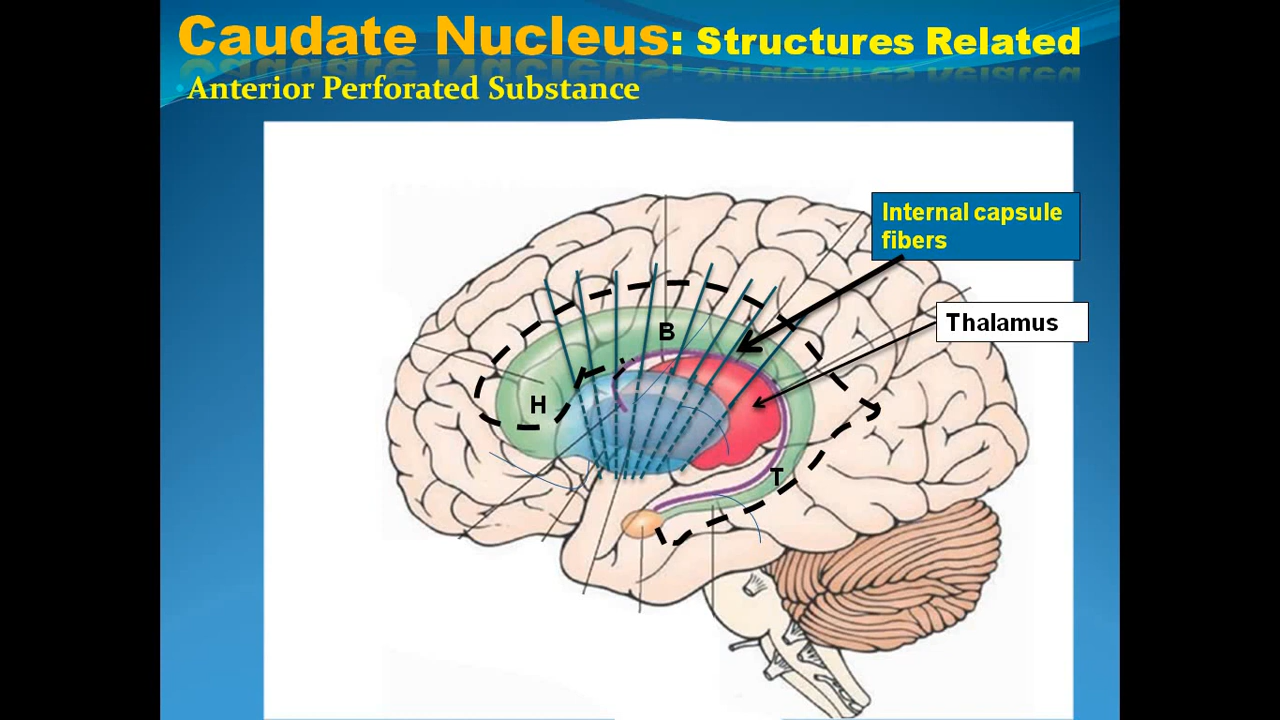 Caudate Nucleus: Structures Related
•Anterior Perforated Substance
Internal capsule
fibers
Thalamus
B
H
T